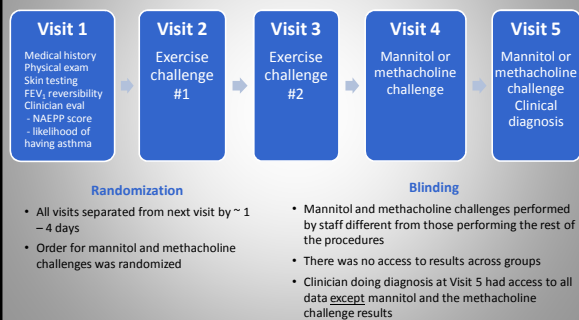 Visit 1
Medical history
Physical exam
Skin testing
FEV₁ reversibility
Clinician eval
- NAEPP score
- likelihood of
having asthma
Visit 2
Exercise
challenge
#1
Visit 3
Exercise
challenge
#2
Visit 4
Mannitol or
methacholine
challenge
Visit 5
Mannitol or
methacholine
challenge
Clinical
diagnosis
Randomization
• All visits separated from next visit by ~ 1
– 4 days
• Order for mannitol and methacholine
challenges was randomized
Blinding
• Mannitol and methacholine challenges performed
by staff different from those performing the rest of
the procedures
• There was no access to results across groups
• Clinician doing diagnosis at Visit 5 had access to all
data except mannitol and the methacholine
challenge results